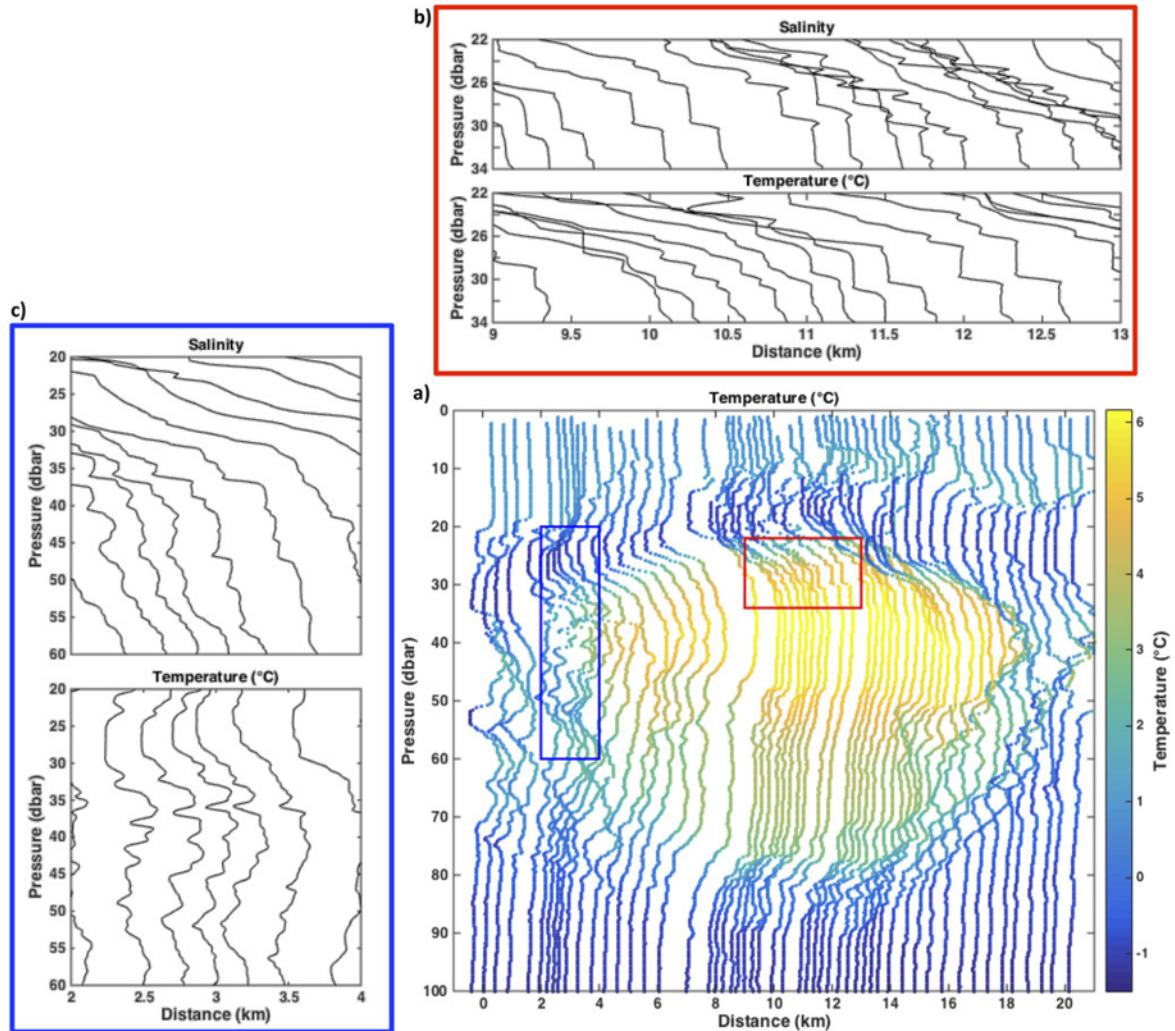 b)
Salinity
22
26
30
34
Pressure (dbar)
Temperature (°C)
22
26
30
34
Pressure (dbar)
9 9.5 10 10.5 11 11.5 12 12.5 13
Distance (km)
c)
Salinity
20
25
30
35
40
45
50
55
60
Pressure (dbar)
Temperature (°C)
20
25
30
35
40
45
50
55
60
Pressure (dbar)
2 2.5 3 3.5 4
Distance (km)
a)
Temperature (°C)
0
10
20
30
40
50
60
70
80
90
100
Pressure (dbar)
0 2 4 6 8 10 12 14 16 18 20
Distance (km)
6
5
4
3
2
1
0
-1
Temperature (°C)